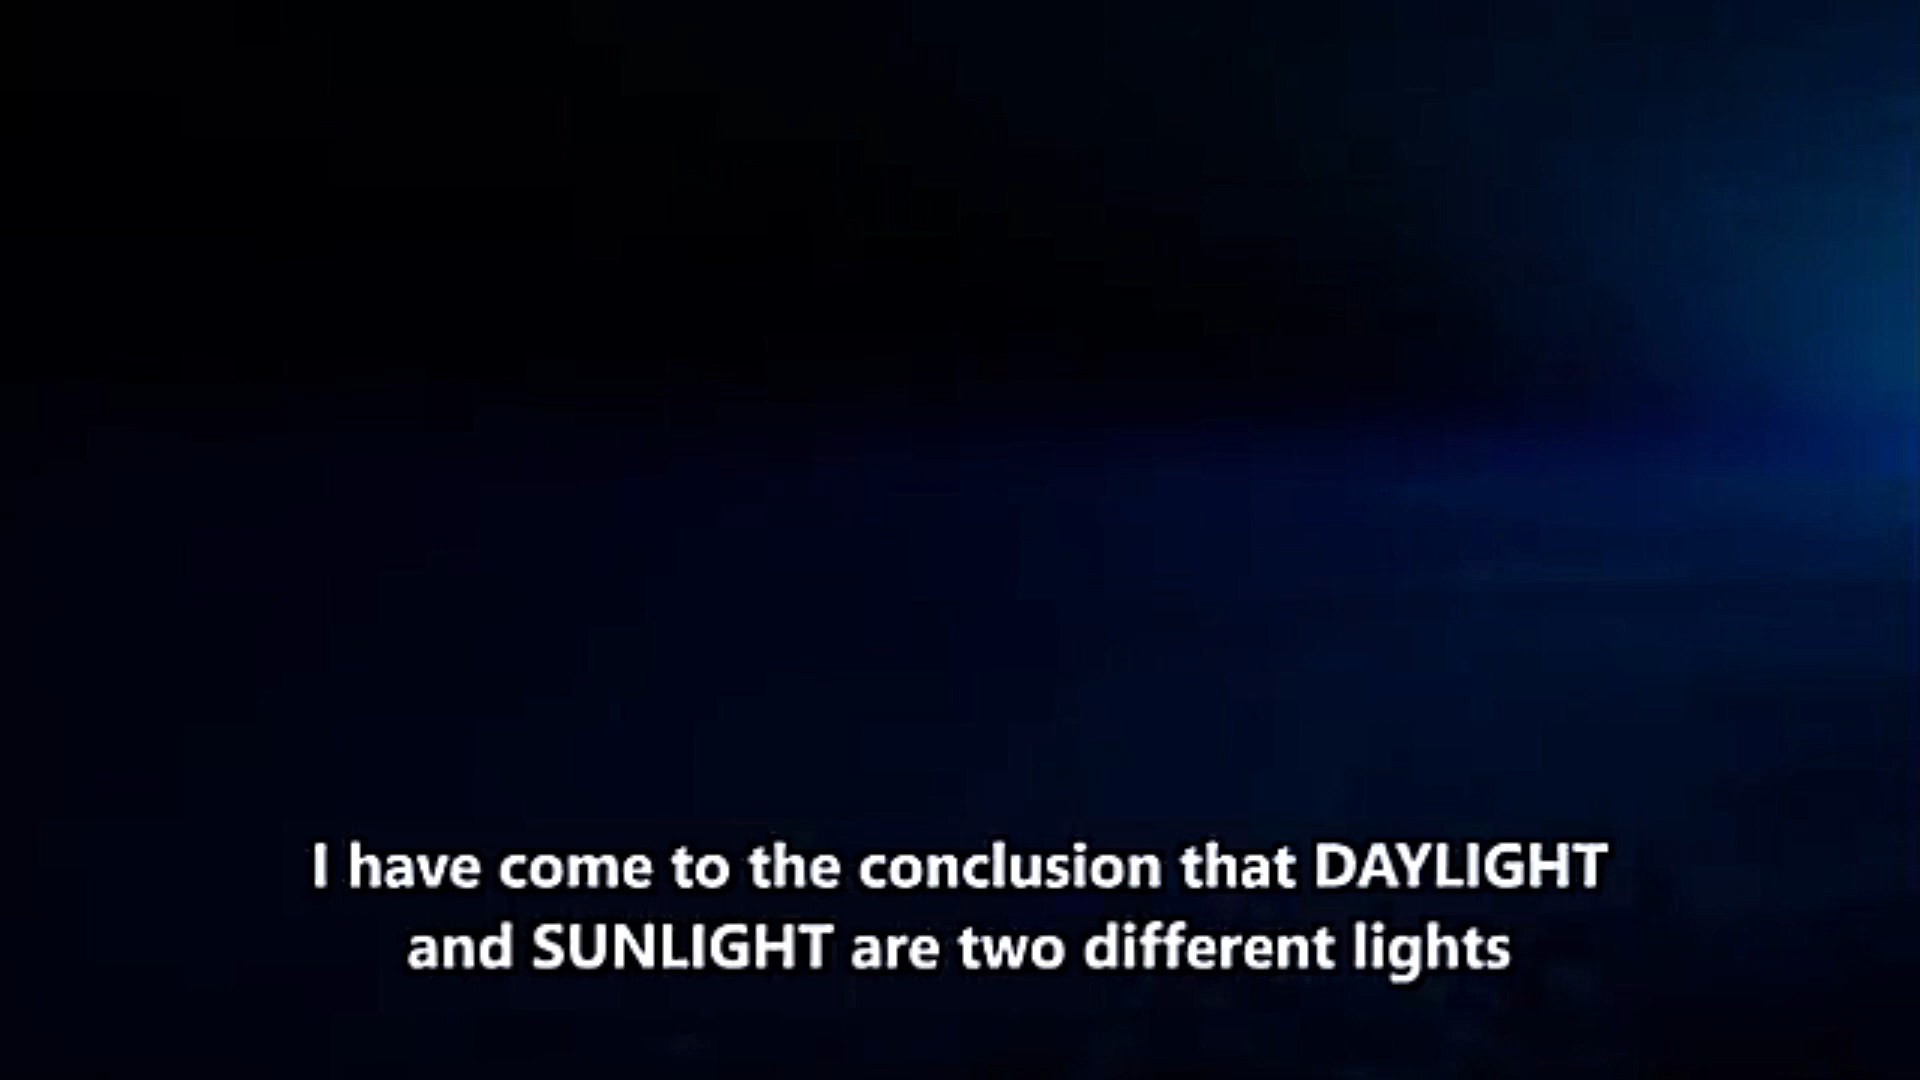 I have come to the conclusion that DAYLIGHT
and SUNLIGHT are two different lights